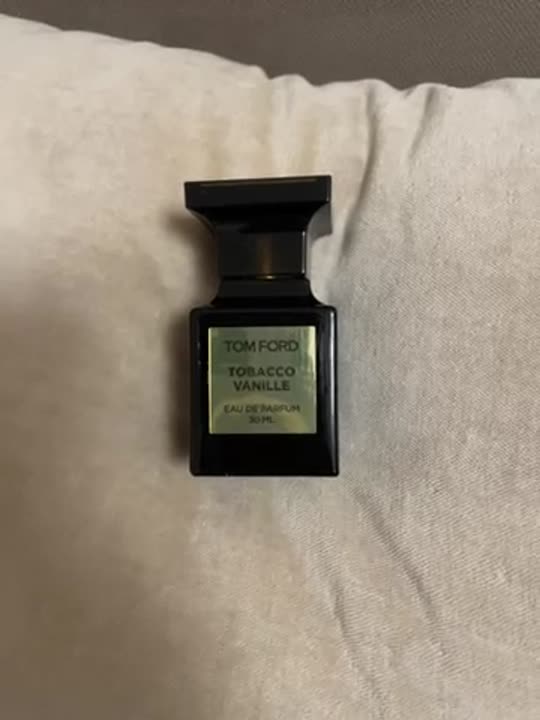 TOM FORD
TOBACCO
VANILLE
EAU DE PARFUM
30 ML